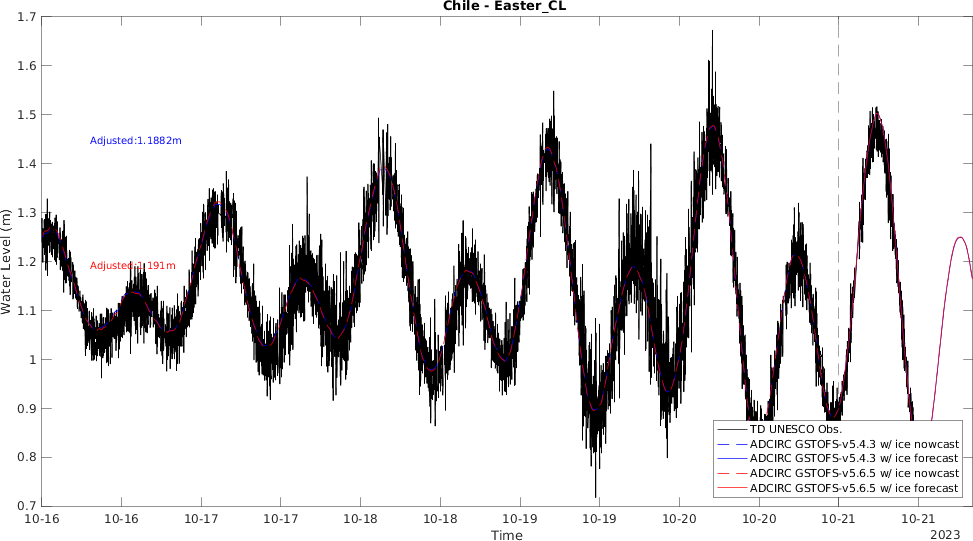 Chile - Easter_CL
1.7
1.6
1.5
1.4
1.3
1.2
1.1
1
0.9
0.8
0.7
Water Level (m)
Adjusted:1.1882m
Adjusted:1.191m
TD UNESCO Obs.
ADCIRC GSTOFS-v5.4.3 w/ ice nowcast
ADCIRC GSTOFS-v5.4.3 w/ ice forecast
ADCIRC GSTOFS-v5.6.5 w/ ice nowcast
ADCIRC GSTOFS-v5.6.5 w/ ice forecast
10-16 10-16 10-17 10-17 10-18 10-18 10-19 10-19 10-20 10-20 10-21 10-21
Time
2023